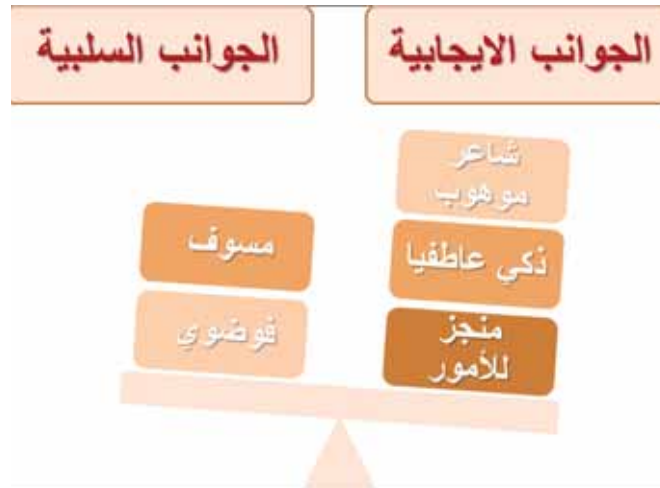 الجوانب الايجابية
الجوانب السلبية
شاعر
موهوب
ذكي عاطفيا
منجز
للأمور
مسوف
فوضوي